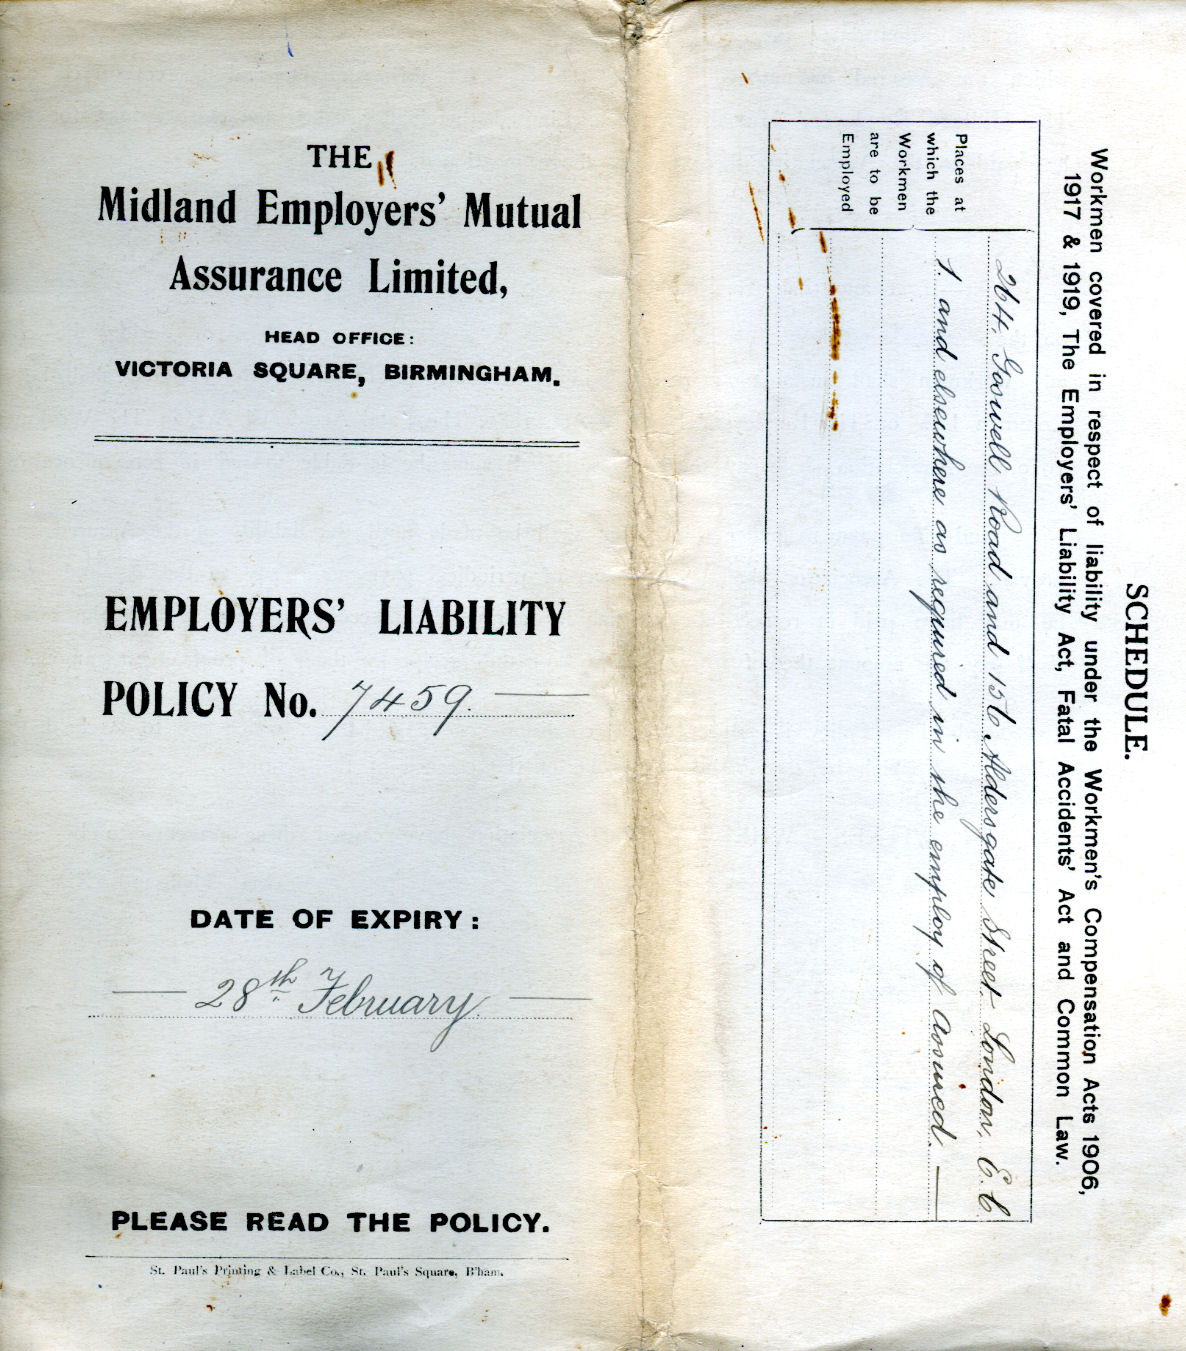 THE
Midland Employers' Mutual
Assurance Limited,
HEAD OFFICE:
VICTORIA SQUARE, BIRMINGHAM.
EMPLOYERS' LIABILITY
POLICY No. 7459.
DATE OF EXPIRY:
28th February
PLEASE READ THE POLICY.
St. Paul's Printing & Label Co., St. Paul's Square, B'ham.
SCHEDULE.
Workmen covered in respect of liability under the Workmen's Compensation Acts 1906,
1917 & 1919, The Employers' Liability Act, Fatal Accidents' Act and Common Law.
Places at
which the
Workmen
are to be
Employed
264, Goswell Road and 156, Aldersgate Street London, E.C
1. and elsewhere as required in the employ of Assured.